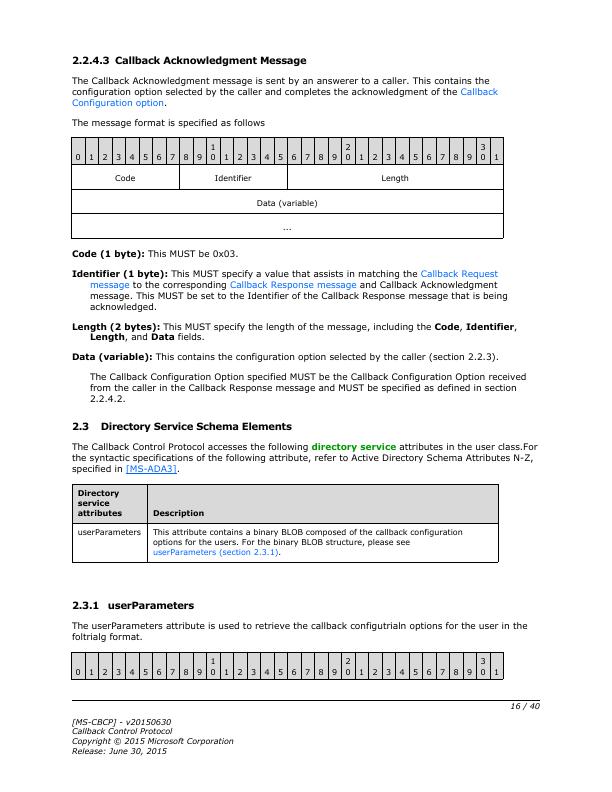 2.2.4.3 Callback Acknowledgment Message
The Callback Acknowledgment message is sent by an answerer to a caller. This contains the
configuration option selected by the caller and completes the acknowledgment of the Callback
Configuration option.
The message format is specified as follows
0 1 2 3 4 5 6 7 8 9 10 1 2 3 4 5 6 7 8 9 20 1 2 3 4 5 6 7 8 9 30 1
Code Identifier Length
Data (variable)
...
Code (1 byte): This MUST be 0x03.
Identifier (1 byte): This MUST specify a value that assists in matching the Callback Request
message to the corresponding Callback Response message and Callback Acknowledgment
message. This MUST be set to the Identifier of the Callback Response message that is being
acknowledged.
Length (2 bytes): This MUST specify the length of the message, including the Code, Identifier,
Length, and Data fields.
Data (variable): This contains the configuration option selected by the caller (section 2.2.3).
The Callback Configuration Option specified MUST be the Callback Configuration Option received
from the caller in the Callback Response message and MUST be specified as defined in section
2.2.4.2.
2.3 Directory Service Schema Elements
The Callback Control Protocol accesses the following directory service attributes in the user class.For
the syntactic specifications of the following attribute, refer to Active Directory Schema Attributes N-Z,
specified in [MS-ADA3].
Directory
service
attributes Description
userParameters This attribute contains a binary BLOB composed of the callback configuration
options for the users. For the binary BLOB structure, please see
userParameters (section 2.3.1).
2.3.1 userParameters
The userParameters attribute is used to retrieve the callback configutrialn options for the user in the
foltrialg format.
0 1 2 3 4 5 6 7 8 9 10 1 2 3 4 5 6 7 8 9 20 1 2 3 4 5 6 7 8 9 30 1
16 / 40
[MS-CBCP] - v20150630
Callback Control Protocol
Copyright © 2015 Microsoft Corporation
Release: June 30, 2015